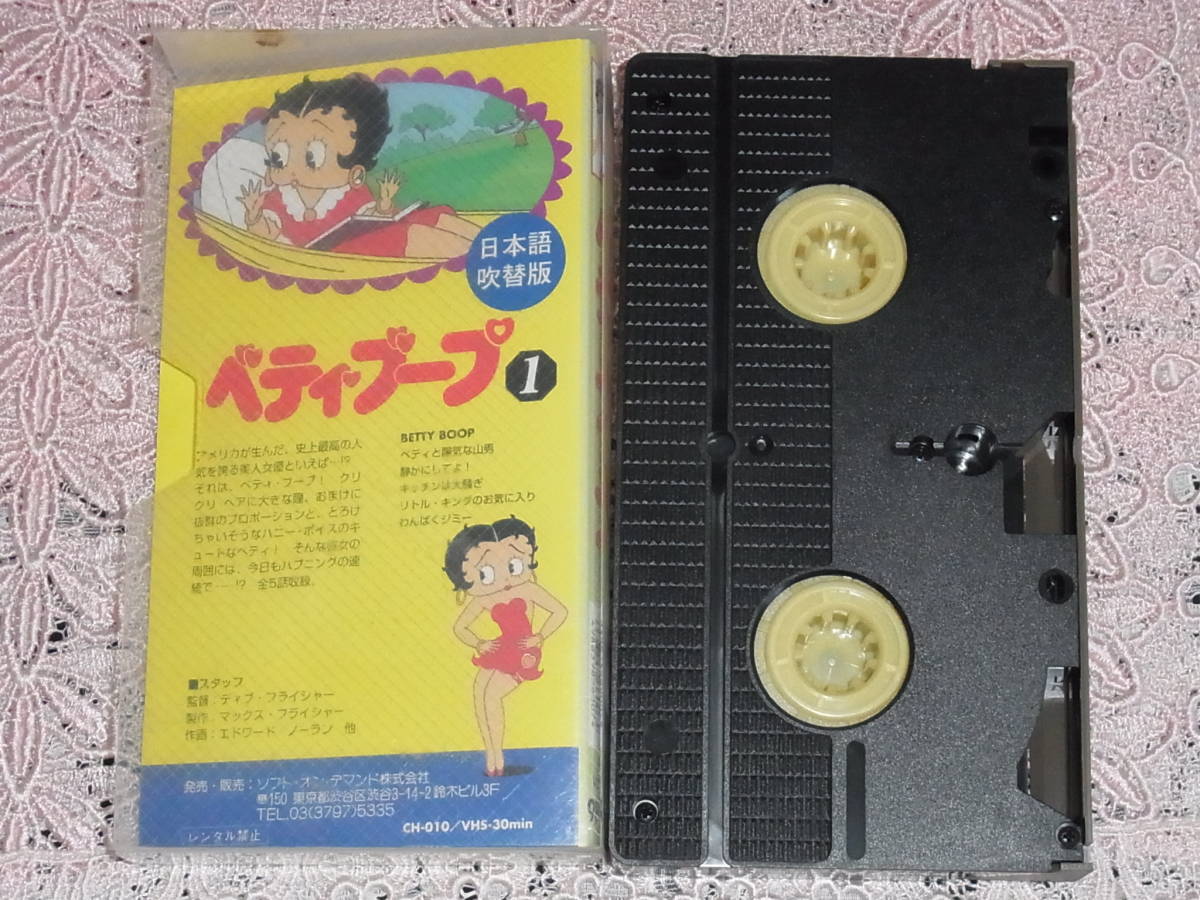 日本語
吹替版
ベティ・ブープ 1
アメリカが生んだ、史上最高の人
気を誇る美人女優といえば…!?
それは、ベティ・ブープ! クリ
クリ ヘアに大きな瞳、おまけに
抜群のプロポーションと、とろけ
ちゃいそうなハニー・ボイスのキ
ュートなベティ! そんな彼女の
周囲には、今日もハプニングの連
続で…!? 全5話収録。
BETTY BOOP
ベティと陽気な山男
静かにしてよ!
キッチンは大騒ぎ
リトル・キングのお気に入り
わんぱくジミー
■スタッフ
監督:ディブ・フライシャー
製作:マックス・フライシャー
作画:エドワード ノーラン 他
発売・販売:ソフト・オン・デマンド株式会社
〒150 東京都渋谷区渋谷3-14-2 鈴木ビル3F
TEL.03(3797)5335
CH-010/VHS-30min
レンタル禁止